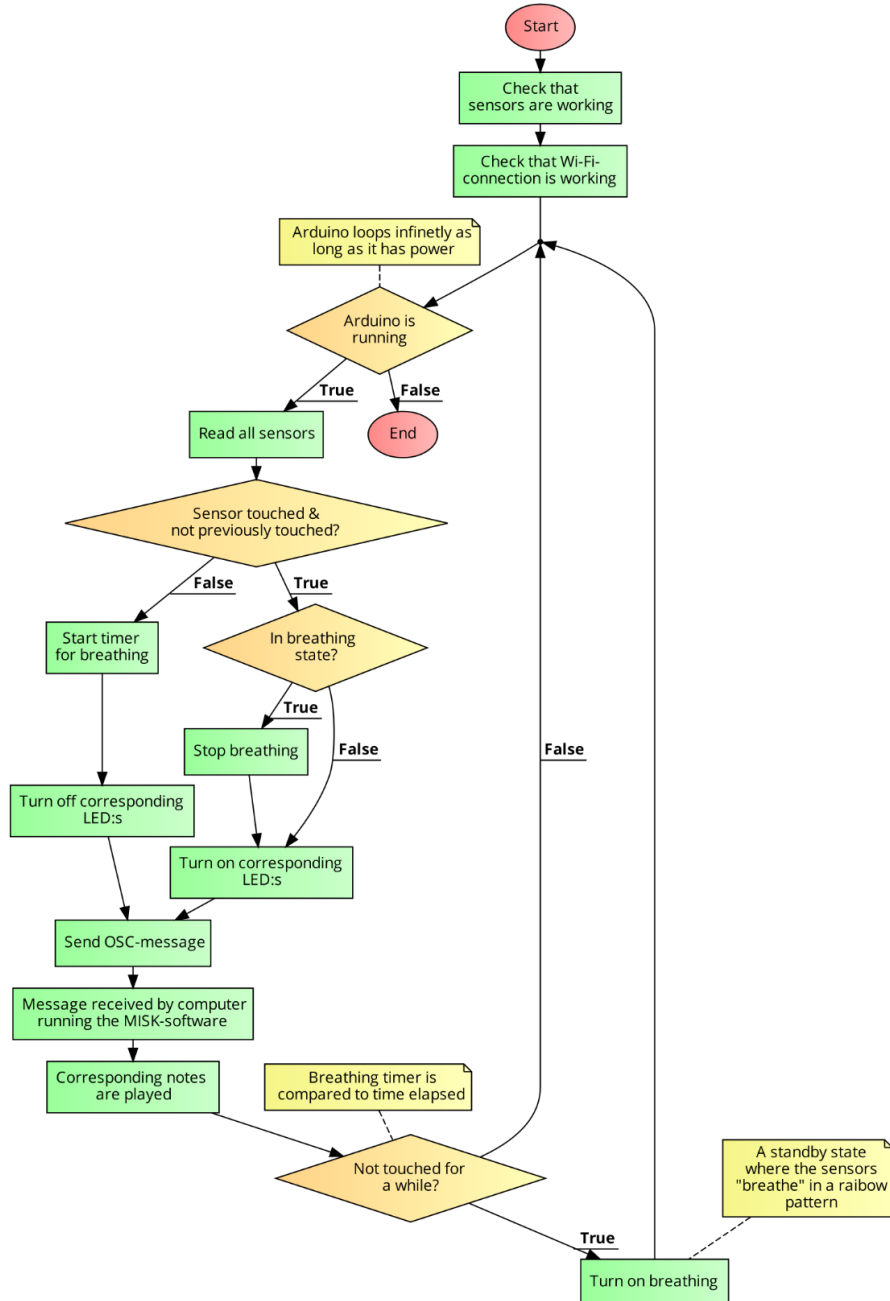 Start
Check that
sensors are working
Check that Wi-Fi-
connection is working
Arduino loops infinetly as
long as it has power
Arduino is
running
True
False
Read all sensors
End
Sensor touched &
not previously touched?
False
True
Start timer
for breathing
In breathing
state?
True
False
False
Stop breathing
Turn off corresponding
LED:s
Turn on corresponding
LED:s
Send OSC-message
Message received by computer
running the MISK-software
Corresponding notes
are played
Breathing timer is
compared to time elapsed
Not touched for
a while?
A standby state
where the sensors
"breathe" in a raibow
pattern
True
Turn on breathing